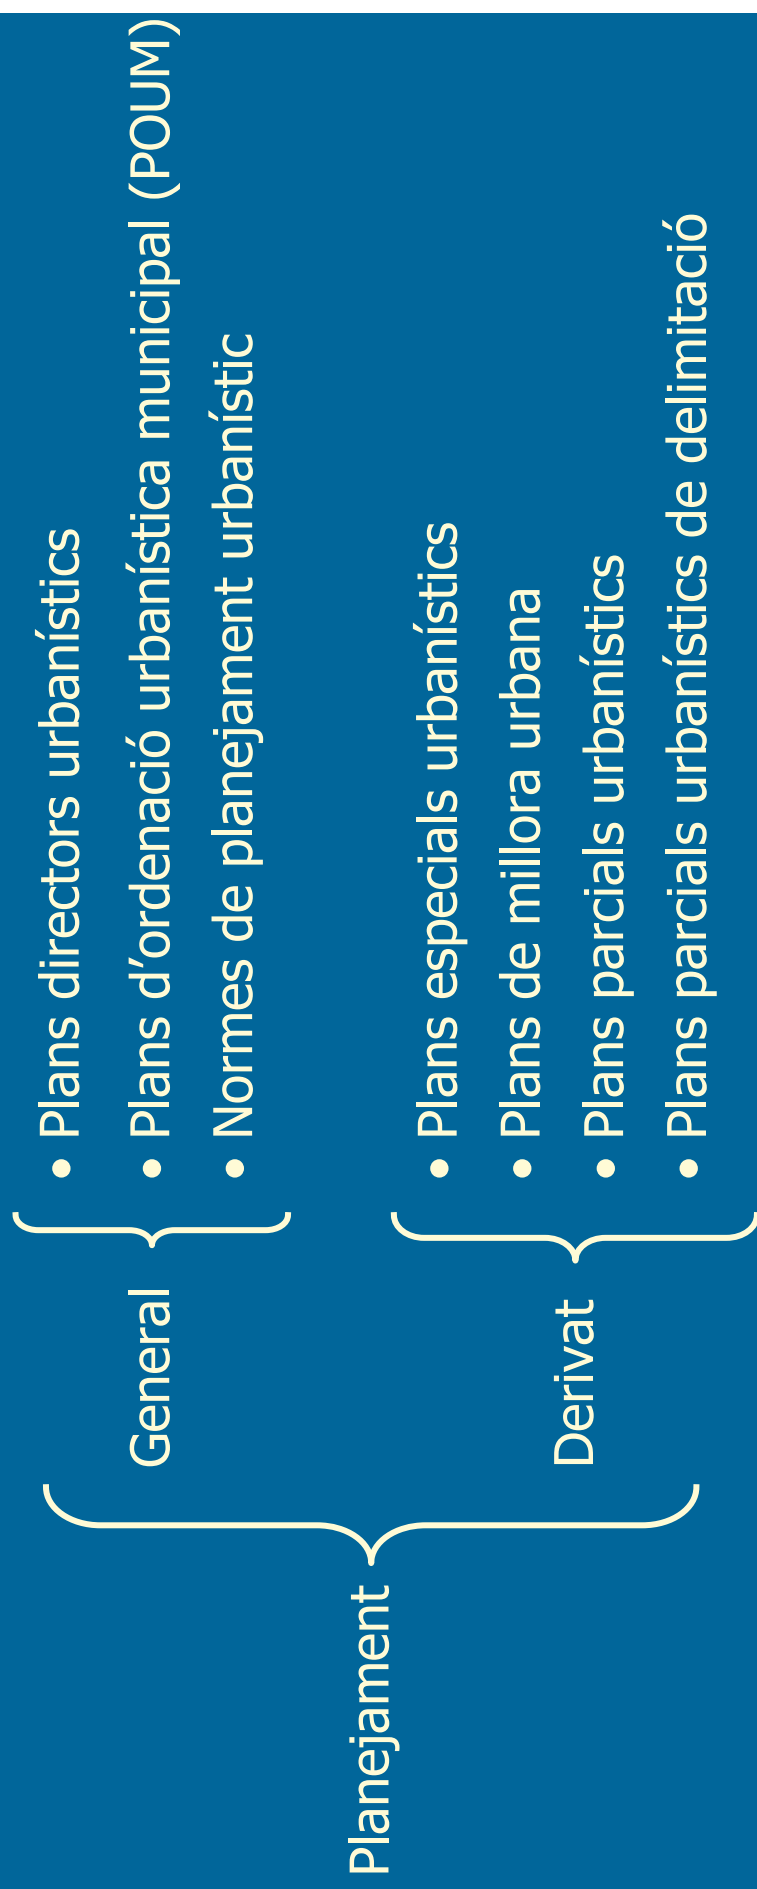 Planejament
General
• Plans directors urbanístics
• Plans d’ordenació urbanística municipal (POUM)
• Normes de planejament urbanístic
Derivat
• Plans especials urbanístics
• Plans de millora urbana
• Plans parcials urbanístics
• Plans parcials urbanístics de delimitació